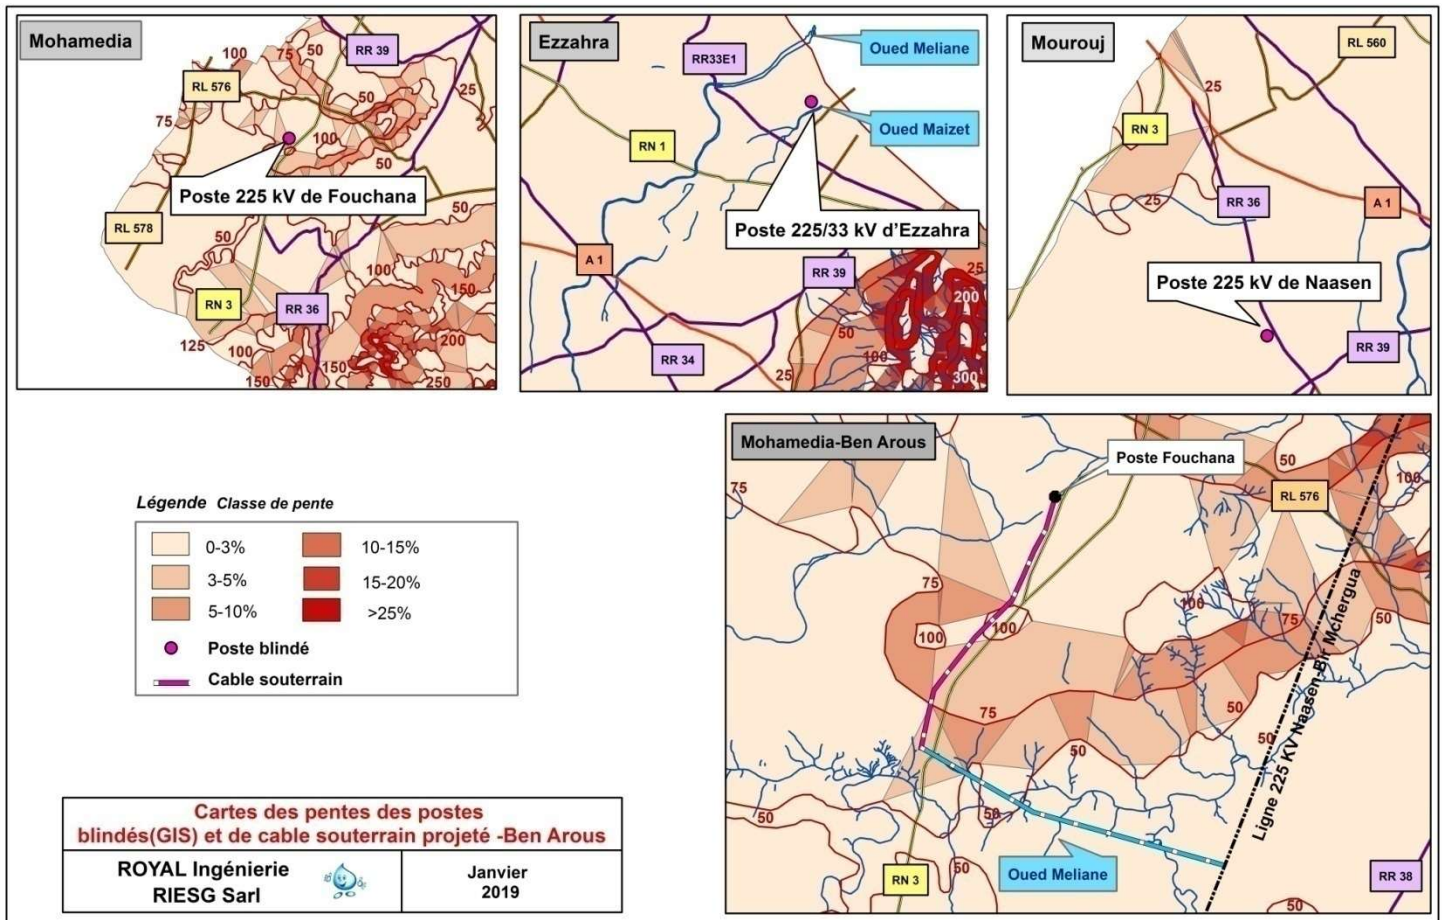 Mohamedia
100
75
50
RR 39
RL 576
50
25
75
100
50
Poste 225 kV de Fouchana
50
RL 578
50
100
150
RN 3
RR 36
125
100
200
150
150
250
Ezzahra
Oued Meliane
RR33E1
Oued Maizet
RN 1
Poste 225/33 kV d'Ezzahra
A 1
RR 39
25
200
50
RR 34
100
25
300
Mourouj
RL 560
25
RN 3
25
RR 36
A 1
Poste 225 kV de Naasen
RR 39
Mohamedia-Ben Arous
Poste Fouchana
50
75
100
RL 576
75
100
100
100
75
50
75
50
50
50
Ligne 225 KV Naasen-Bir Mchergua
50
50
Oued Meliane
50
RN 3
50
RR 38
50
Légende Classe de pente
0-3%
10-15%
3-5%
15-20%
5-10%
>25%
Poste blindé
Cable souterrain
Cartes des pentes des postes
blindés(GIS) et de cable souterrain projeté -Ben Arous
ROYAL Ingénierie
RIESG Sarl
Janvier
2019